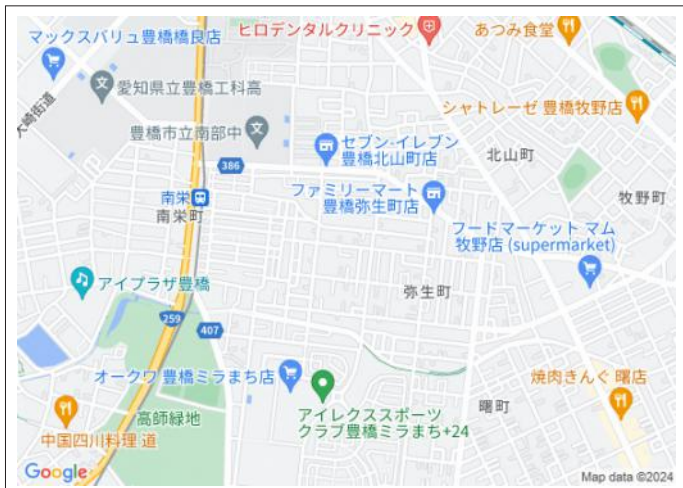 マックスバリュ豊橋橋良店
ヒロデンタルクリニック
あつみ食堂
大崎街道
愛知県立豊橋工科高
シャトレーゼ 豊橋牧野店
豊橋市立南部中
セブン-イレブン
豊橋北山町店
北山町
386
ファミリーマート
豊橋弥生町店
牧野町
南栄
南栄町
フードマーケット マム
牧野店 (supermarket)
アイプラザ豊橋
弥生町
259
407
オークワ 豊橋ミラまち店
焼肉きんぐ 曙店
曙町
アイレクススポーツ
クラブ豊橋ミラまち+24
高師緑地
中国四川料理 道
Google
Map data ©2024